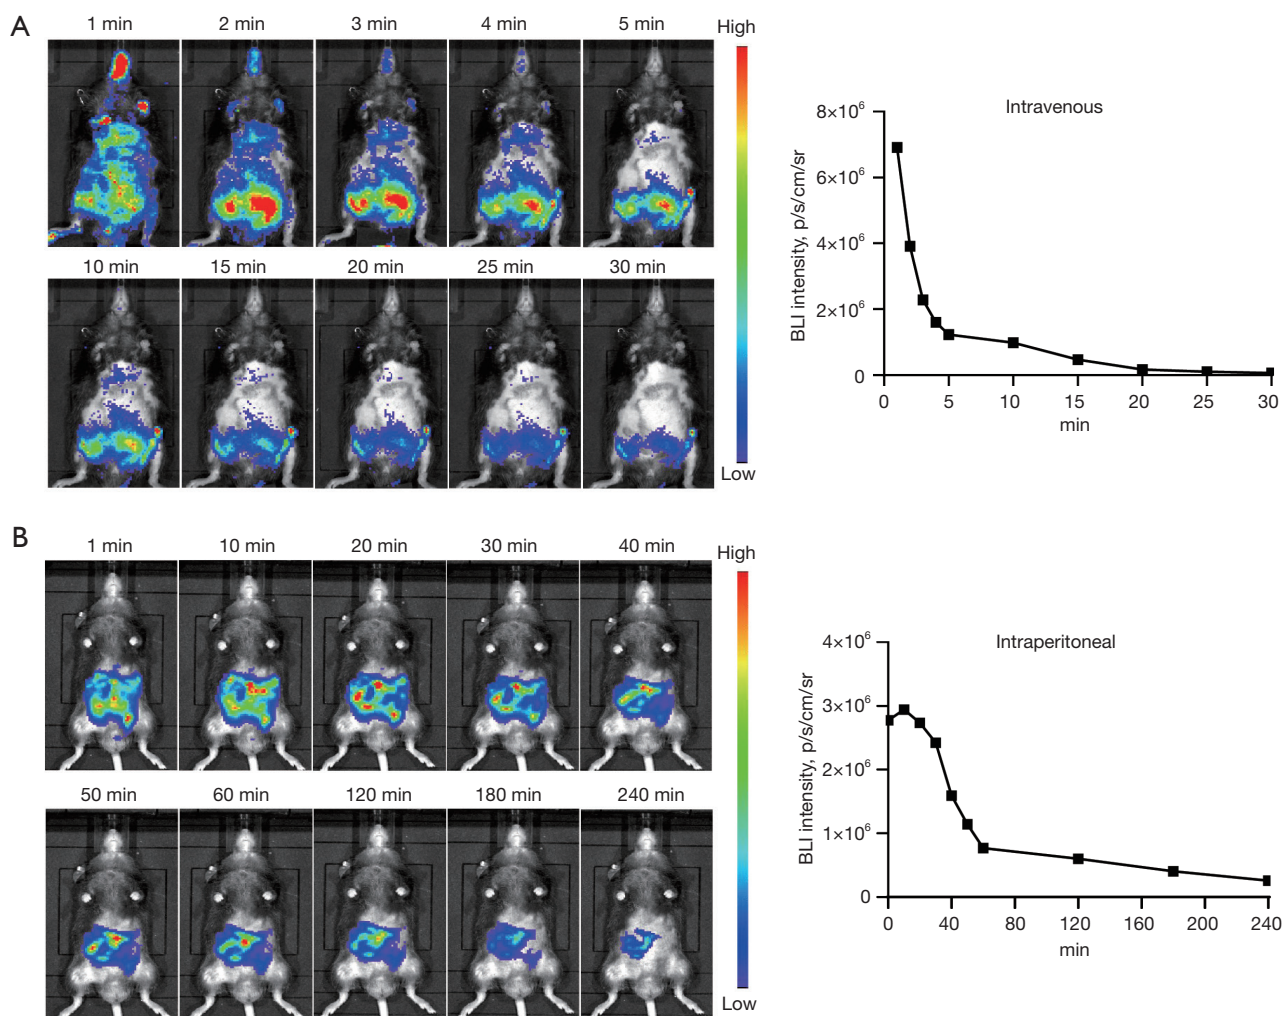 A
1 min 2 min 3 min 4 min 5 min
High
10 min 15 min 20 min 25 min 30 min
Low
Intravenous
BLI intensity, p/s/cm/sr
8×10⁶
6×10⁶
4×10⁶
2×10⁶
0
0 5 10 15 20 25 30
min
B
1 min 10 min 20 min 30 min 40 min
High
50 min 60 min 120 min 180 min 240 min
Low
Intraperitoneal
BLI intensity, p/s/cm/sr
4×10⁶
3×10⁶
2×10⁶
1×10⁶
0
0 40 80 120 160 200 240
min